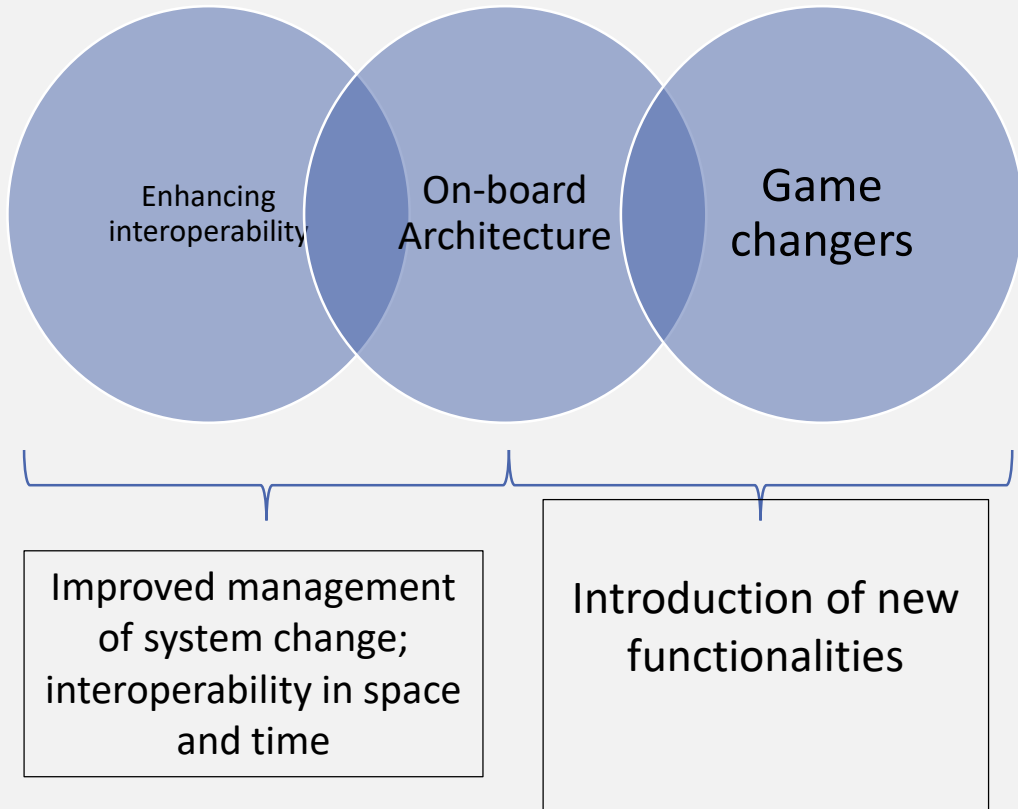 Enhancing
interoperability
On-board
Architecture
Game
changers
Improved management
of system change;
interoperability in space
and time
Introduction of new
functionalities